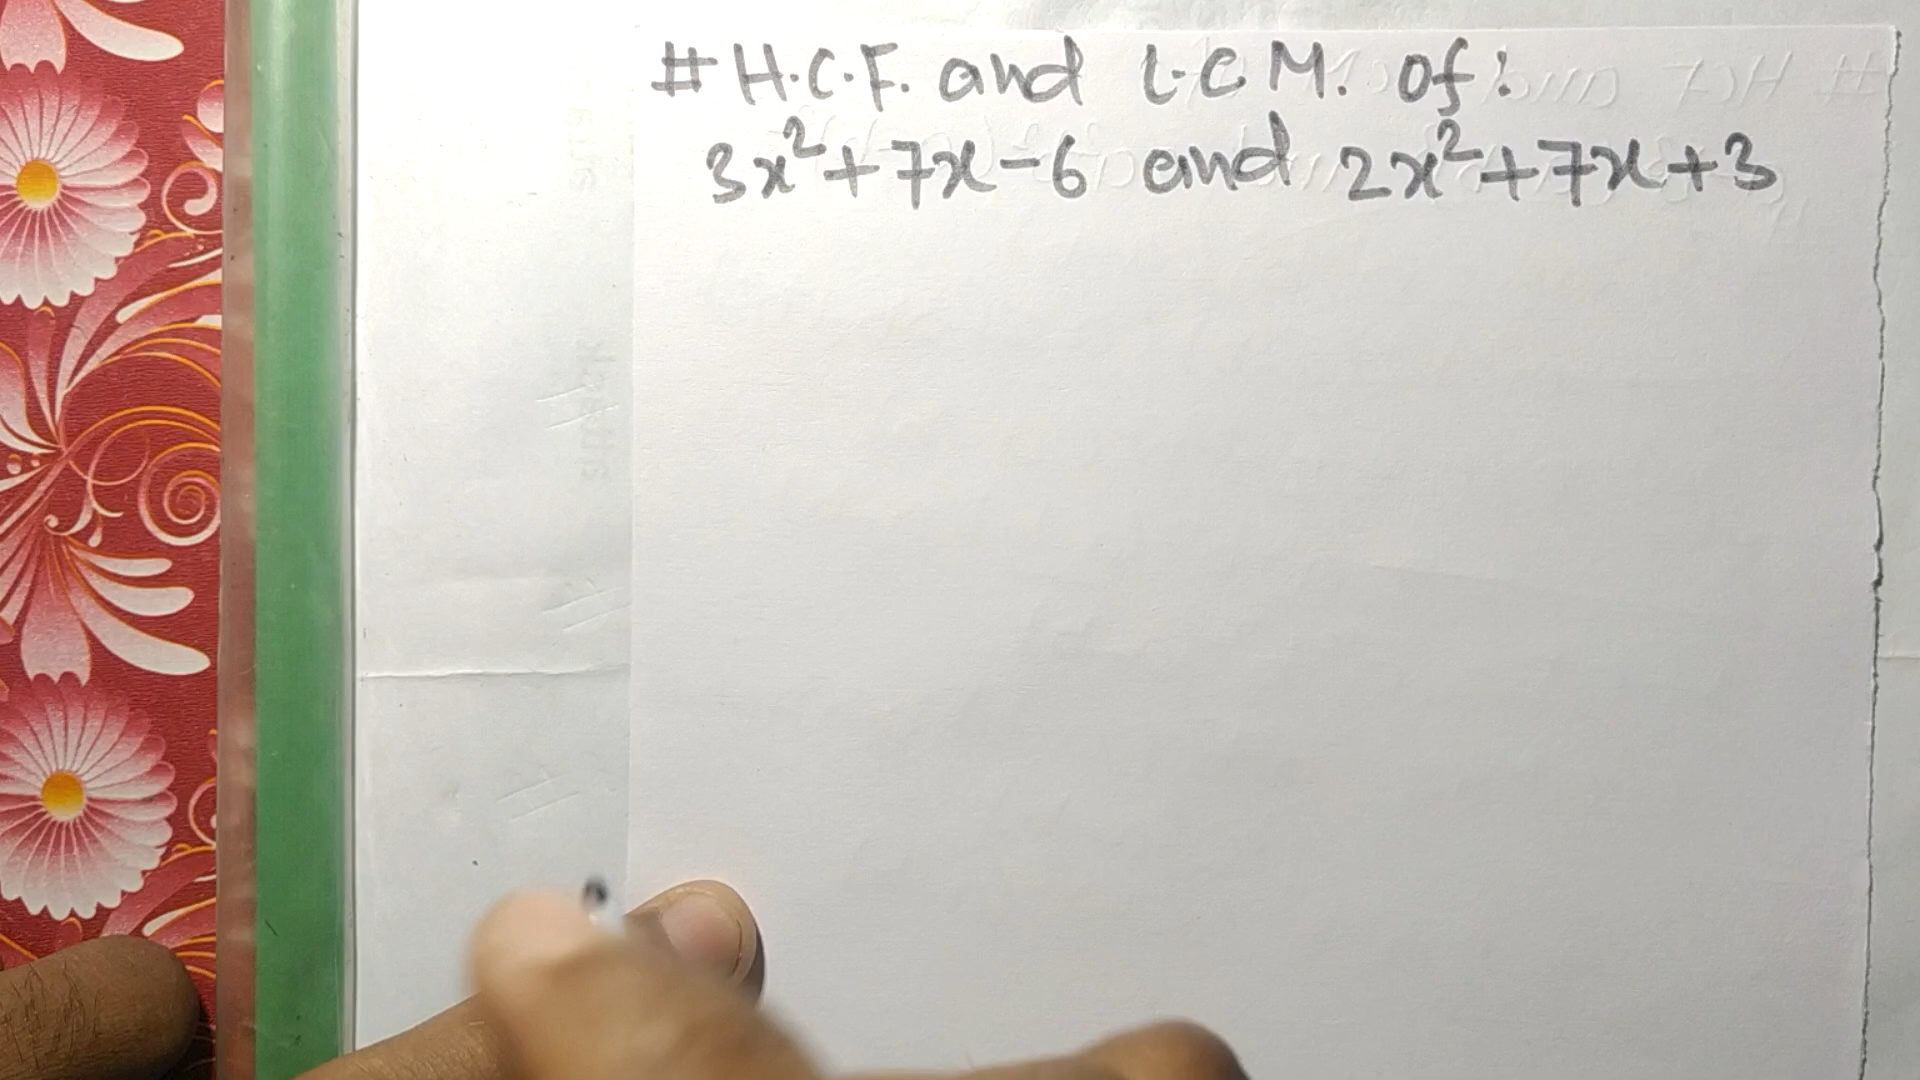 # H.C.F. and L.C.M. of:
3x²+7x-6 and 2x²+7x+3